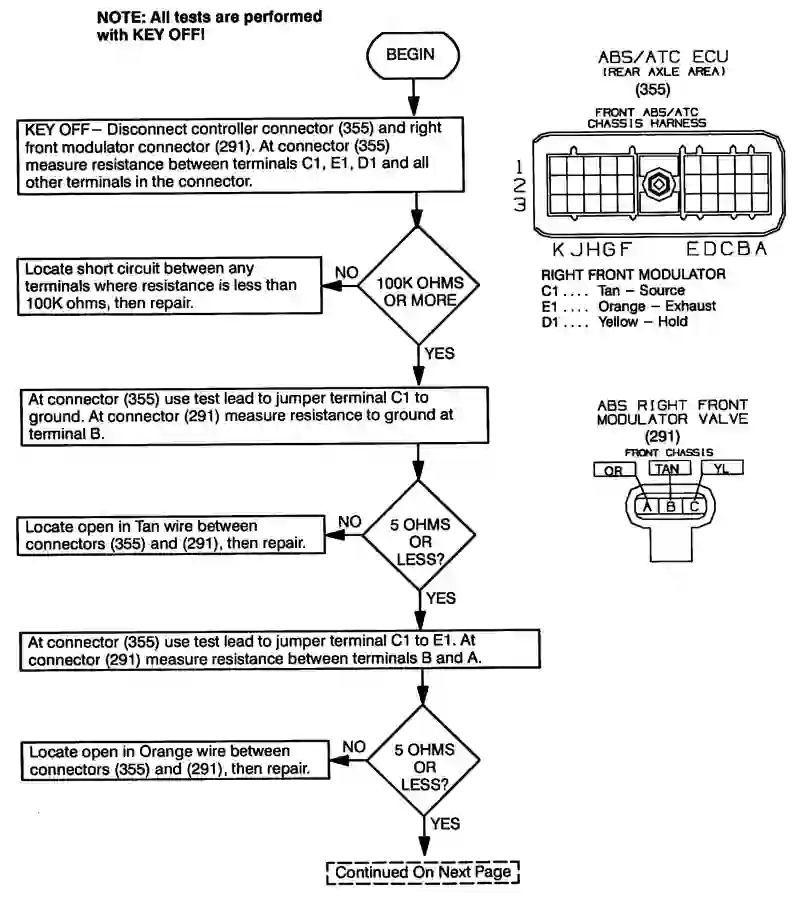 NOTE: All tests are performed
with KEY OFF!
BEGIN
KEY OFF – Disconnect controller connector (355) and right
front modulator connector (291). At connector (355)
measure resistance between terminals C1, E1, D1 and all
other terminals in the connector.
100K OHMS
OR MORE
NO
Locate short circuit between any
terminals where resistance is less than
100K ohms, then repair.
YES
At connector (355) use test lead to jumper terminal C1 to
ground. At connector (291) measure resistance to ground at
terminal B.
5 OHMS
OR
LESS?
NO
Locate open in Tan wire between
connectors (355) and (291), then repair.
YES
At connector (355) use test lead to jumper terminal C1 to E1. At
connector (291) measure resistance between terminals B and A.
5 OHMS
OR
LESS?
NO
Locate open in Orange wire between
connectors (355) and (291), then repair.
YES
Continued On Next Page
ABS/ATC ECU
(REAR AXLE AREA)
(355)
FRONT ABS/ATC
CHASSIS HARNESS
1
2
3
KJHGF EDCBA
RIGHT FRONT MODULATOR
C1 .... Tan – Source
E1 .... Orange – Exhaust
D1 .... Yellow – Hold
ABS RIGHT FRONT
MODULATOR VALVE
(291)
FRONT CHASSIS
OR TAN YL
A B C